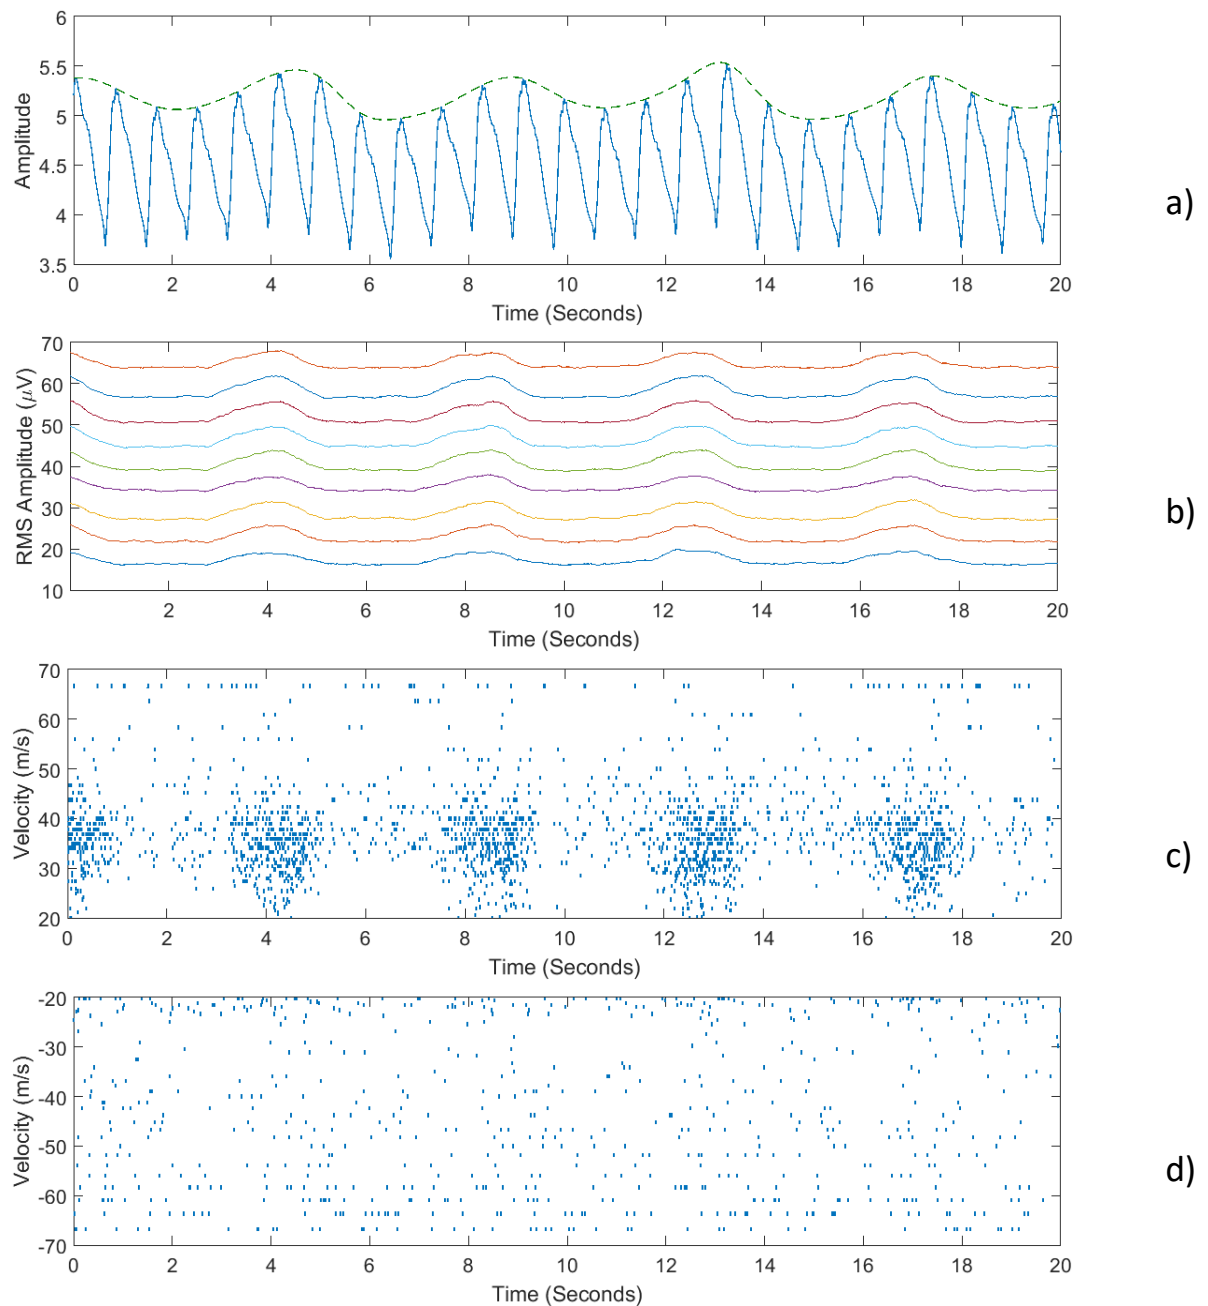 6
5.5
5
4.5
4
3.5
Amplitude
0 2 4 6 8 10 12 14 16 18 20
Time (Seconds)
a)
70
60
50
40
30
20
10
RMS Amplitude (μV)
2 4 6 8 10 12 14 16 18 20
Time (Seconds)
b)
70
60
50
40
30
20
Velocity (m/s)
0 2 4 6 8 10 12 14 16 18 20
Time (Seconds)
c)
-20
-30
-40
-50
-60
-70
Velocity (m/s)
0 2 4 6 8 10 12 14 16 18 20
Time (Seconds)
d)